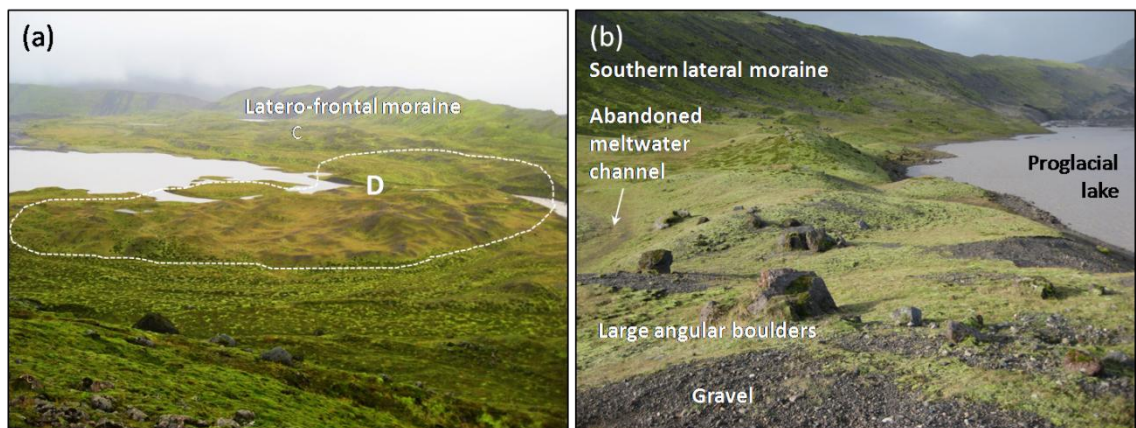 (a)
Latero-frontal moraine
C
D
(b)
Southern lateral moraine
Abandoned
meltwater
channel
Proglacial
lake
Large angular boulders
Gravel